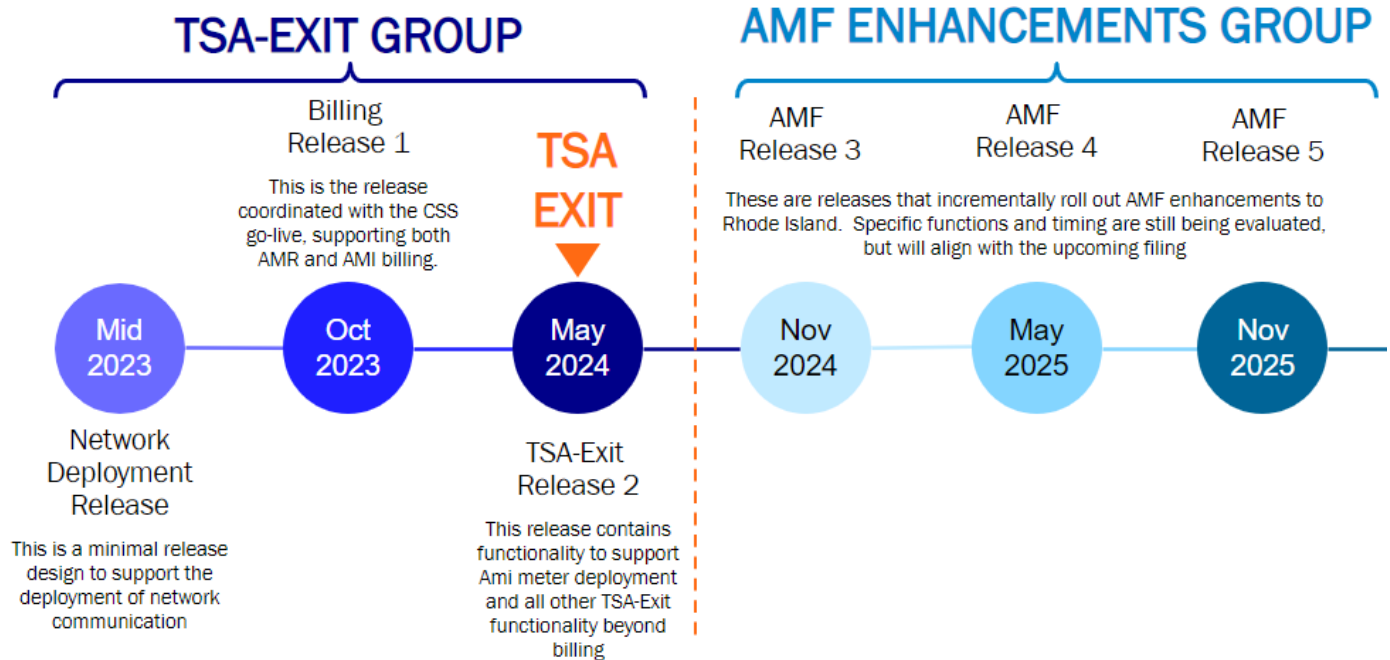 TSA-EXIT GROUP
AMF ENHANCEMENTS GROUP
Billing
Release 1
This is the release
coordinated with the CSS
go-live, supporting both
AMR and AMI billing.
TSA
EXIT
AMF
Release 3
AMF
Release 4
AMF
Release 5
These are releases that incrementally roll out AMF enhancements to
Rhode Island.  Specific functions and timing are still being evaluated,
but will align with the upcoming filing
Mid
2023
Oct
2023
May
2024
Nov
2024
May
2025
Nov
2025
Network
Deployment
Release
This is a minimal release
design to support the
deployment of network
communication
TSA-Exit
Release 2
This release contains
functionality to support
Ami meter deployment
and all other TSA-Exit
functionality beyond
billing